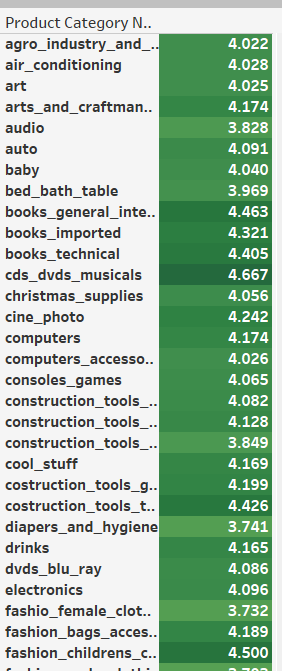 Product Category N..
agro_industry_and_.. 4.022
air_conditioning 4.028
art 4.025
arts_and_craftman.. 4.174
audio 3.828
auto 4.091
baby 4.040
bed_bath_table 3.969
books_general_inte.. 4.463
books_imported 4.321
books_technical 4.405
cds_dvds_musicals 4.667
christmas_supplies 4.056
cine_photo 4.242
computers 4.174
computers_accesso.. 4.026
consoles_games 4.065
construction_tools_.. 4.082
construction_tools_.. 4.128
construction_tools_.. 3.849
cool_stuff 4.169
costruction_tools_g.. 4.199
costruction_tools_t.. 4.426
diapers_and_hygiene 3.741
drinks 4.165
dvds_blu_ray 4.086
electronics 4.096
fashio_female_clot.. 3.732
fashion_bags_acces.. 4.189
fashion_childrens_c.. 4.500